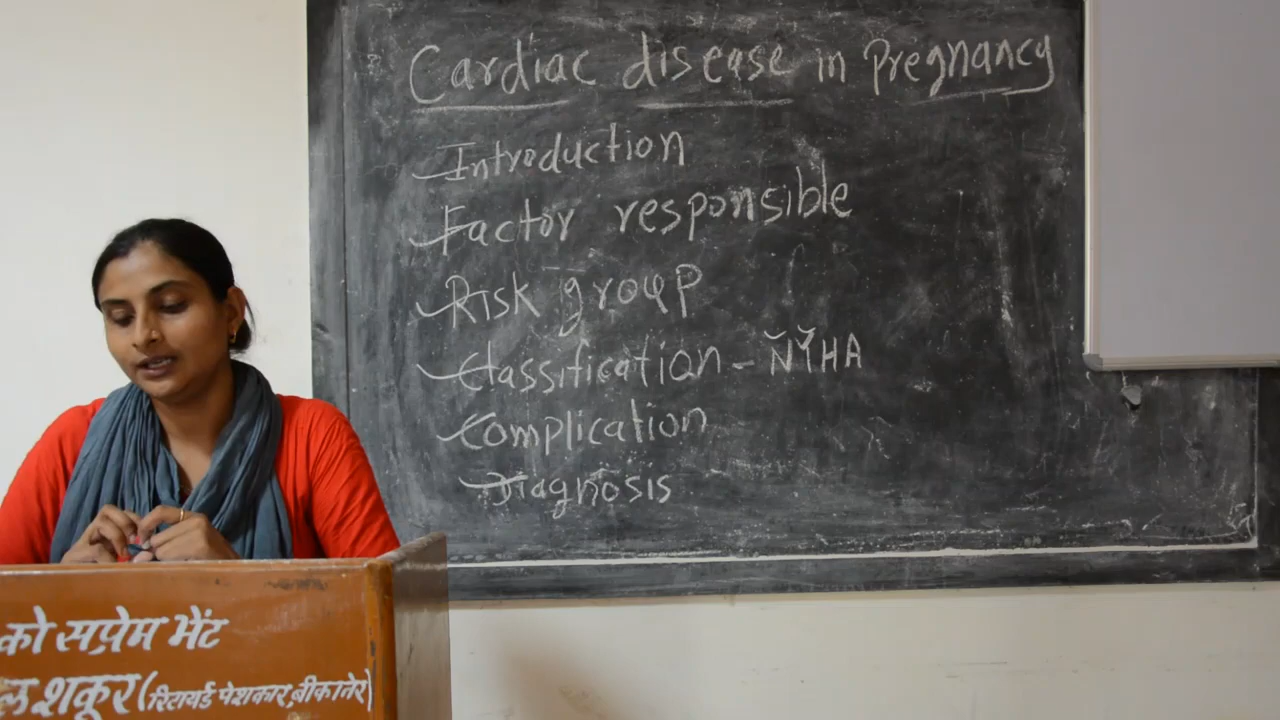 Cardiac disease in Pregnancy
Introduction
Factor responsible
Risk group
Classification - NYHA
Complication
Diagnosis
को सप्रेम भेंट
शकूर (रिटायर्ड पेशकार, बीकानेर)